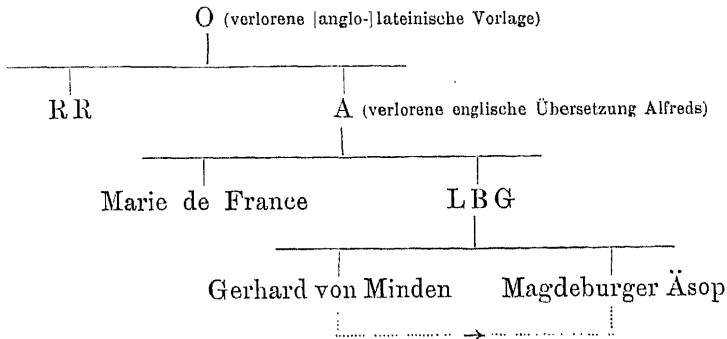 O (verlorene [anglo-] lateinische Vorlage)
RR A (verlorene englische Übersetzung Alfreds)
Marie de France LBG
Gerhard von Minden Magdeburger Äsop